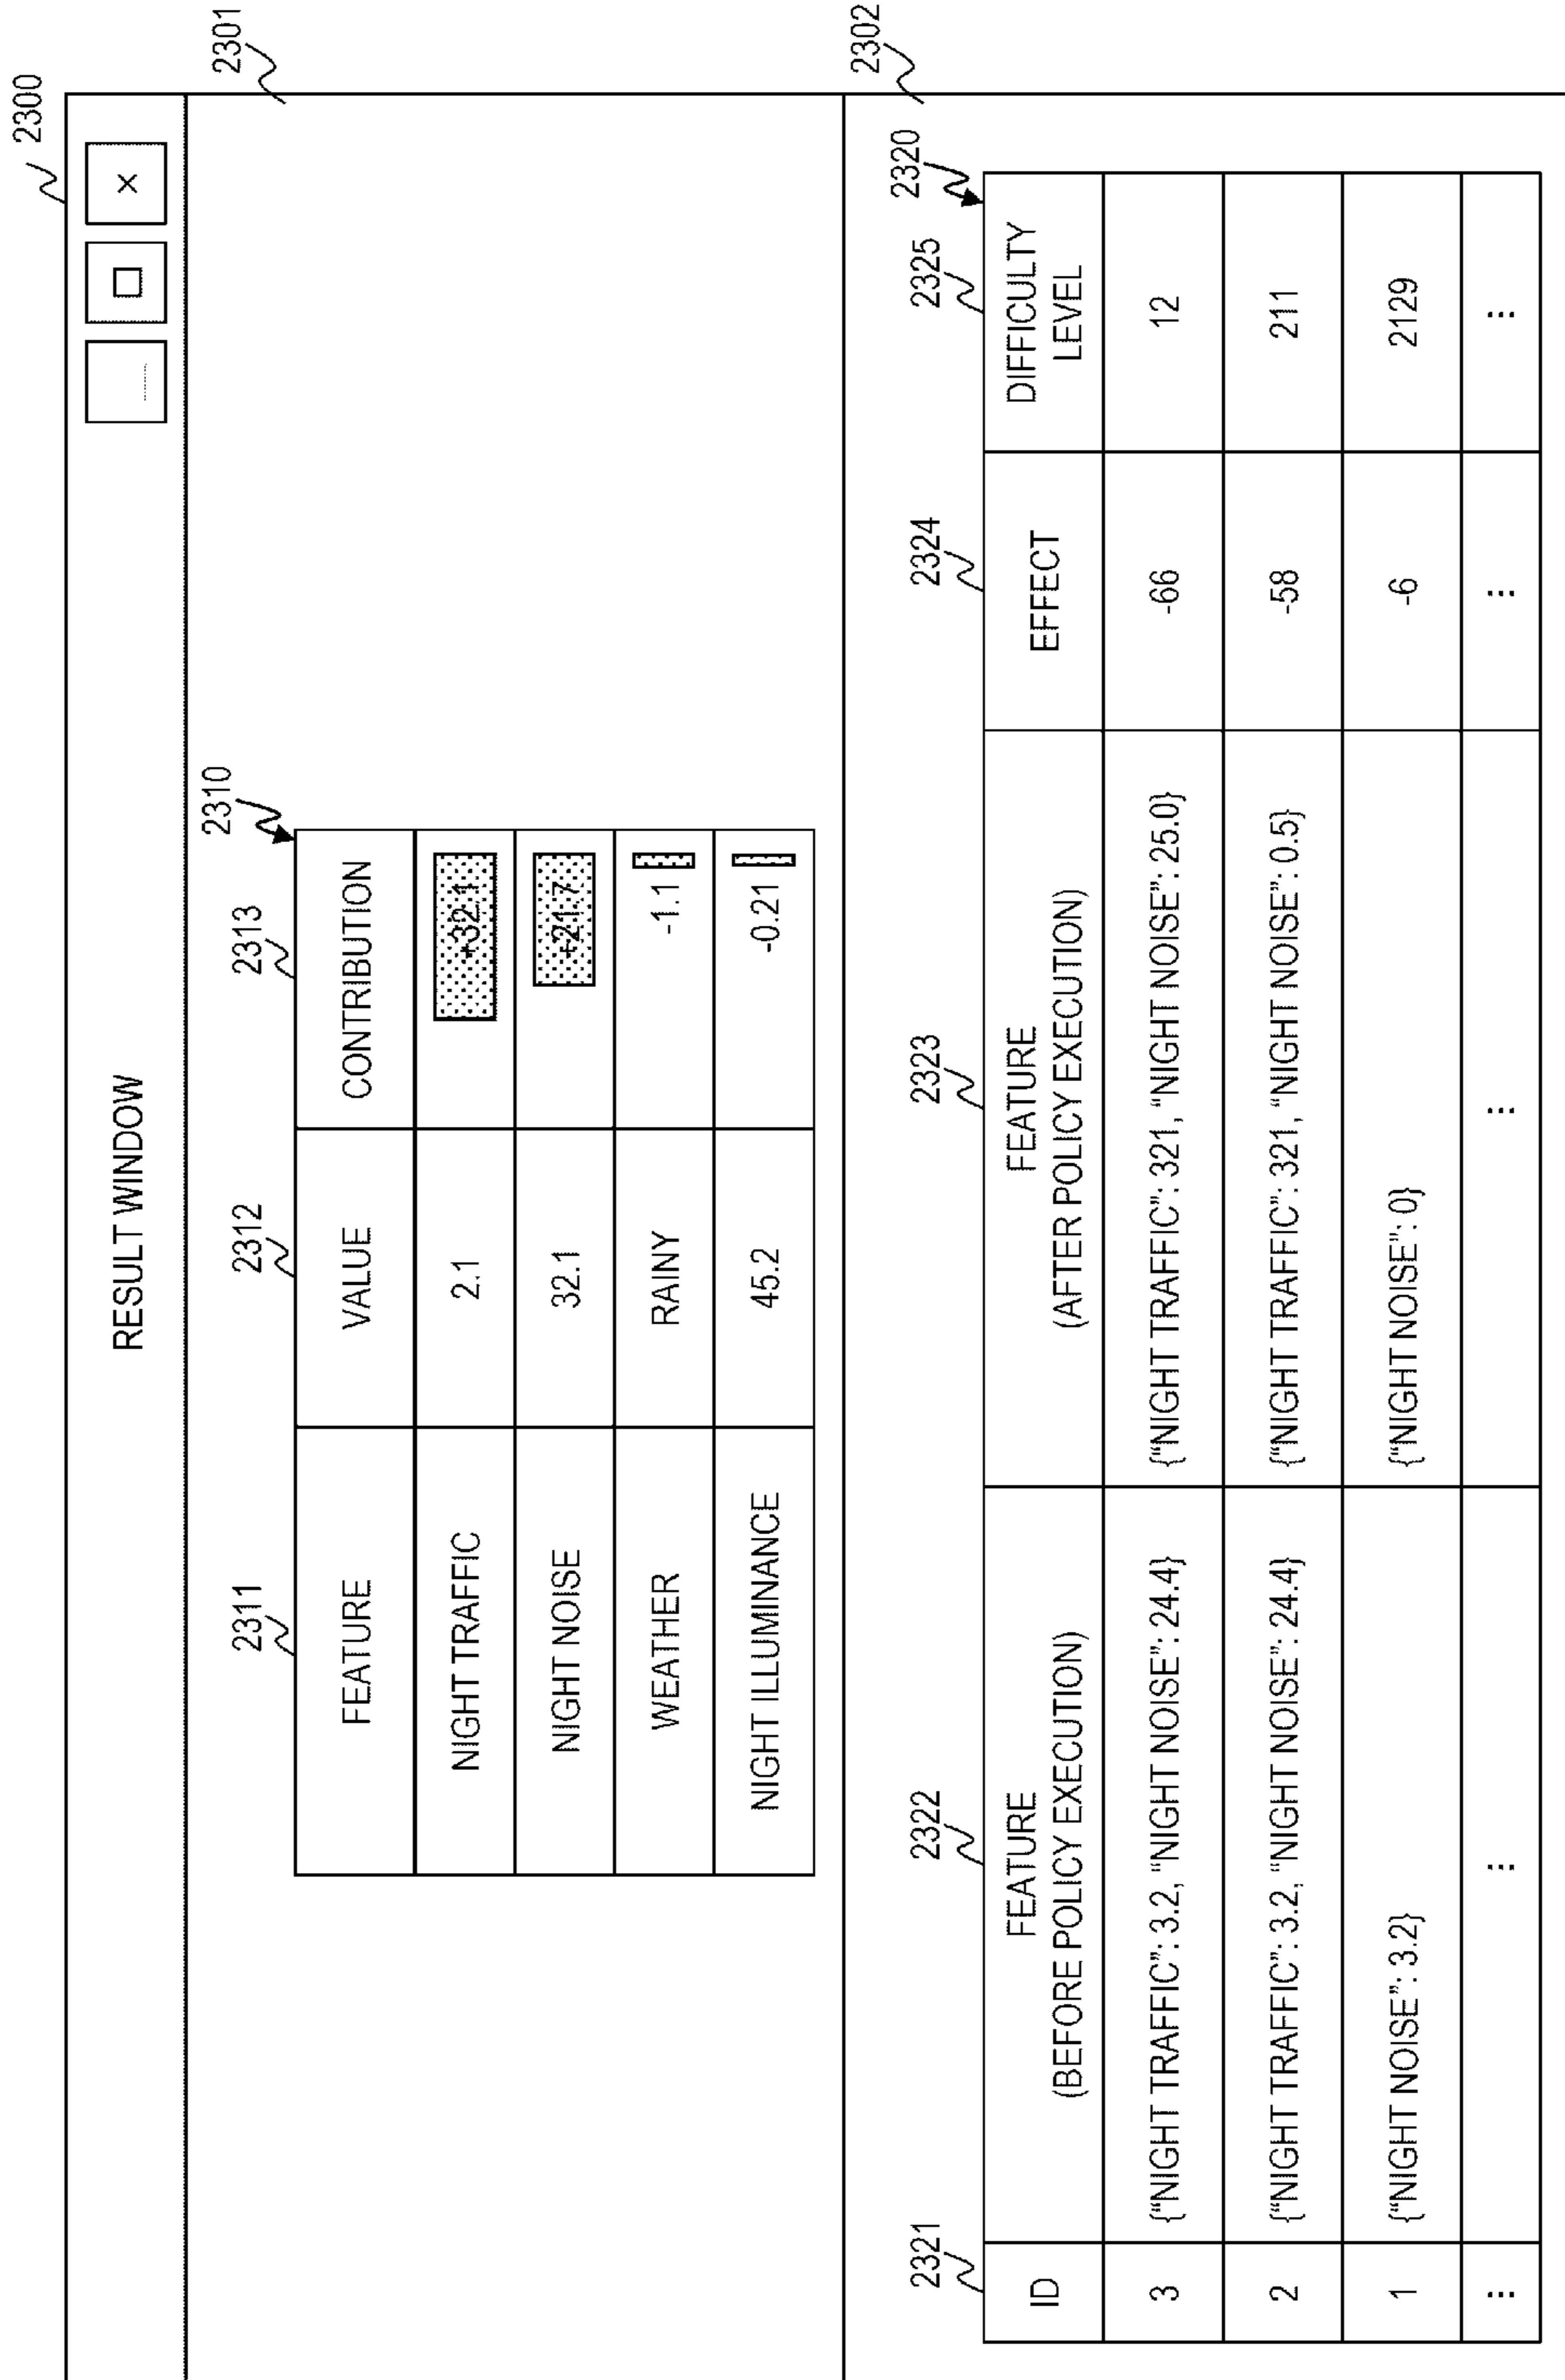 2300
RESULT WINDOW
×
2301
2310
2311 2312 2313
FEATURE VALUE CONTRIBUTION
NIGHT TRAFFIC 2.1 +32.1
NIGHT NOISE 32.1 +21.7
WEATHER RAINY -1.1
NIGHT ILLUMINANCE 45.2 -0.21
2302
2320
2321 2322 2323 2324 2325
ID FEATURE (BEFORE POLICY EXECUTION) FEATURE (AFTER POLICY EXECUTION) EFFECT DIFFICULTY LEVEL
3 {“NIGHT TRAFFIC”: 3.2, “NIGHT NOISE”: 24.4} {“NIGHT TRAFFIC”: 321, “NIGHT NOISE”: 25.0} -66 12
2 {“NIGHT TRAFFIC”: 3.2, “NIGHT NOISE”: 24.4} {“NIGHT TRAFFIC”: 321, “NIGHT NOISE”: 0.5} -58 211
1 {“NIGHT NOISE”: 3.2} {“NIGHT NOISE”: 0} -6 2129
... ... ... ... ...